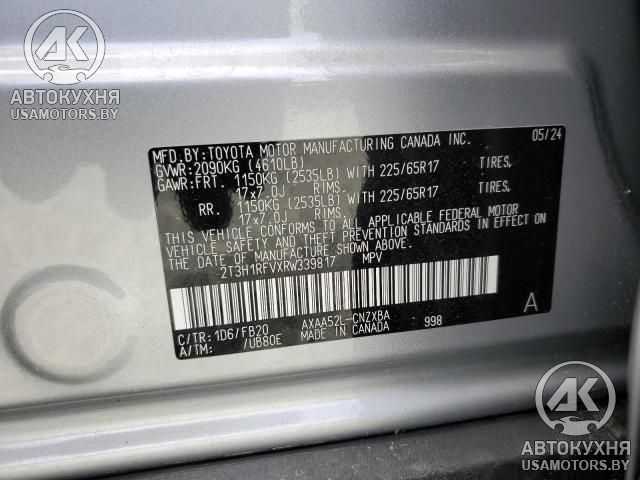 AK
АВТОКУХНЯ
USAMOTORS.BY
MFD.BY:TOYOTA MOTOR MANUFACTURING CANADA INC. 05/24
GVWR:2090KG (4610LB)
GAWR:FRT. 1150KG (2535LB) WITH 225/65R17 TIRES,
17x7.0J RIMS.
RR. 1150KG (2535LB) WITH 225/65R17 TIRES,
17x7.0J RIMS.
THIS VEHICLE CONFORMS TO ALL APPLICABLE FEDERAL MOTOR
VEHICLE SAFETY AND THEFT PREVENTION STANDARDS IN EFFECT ON
THE DATE OF MANUFACTURE SHOWN ABOVE.
2T3H1RFVXRW339817 MPV
A
C/TR:1D6/FB20 AXAA52L-CNZXBA
A/TM: /UB80E MADE IN CANADA 998
AK
АВТОКУХНЯ
USAMOTORS.BY